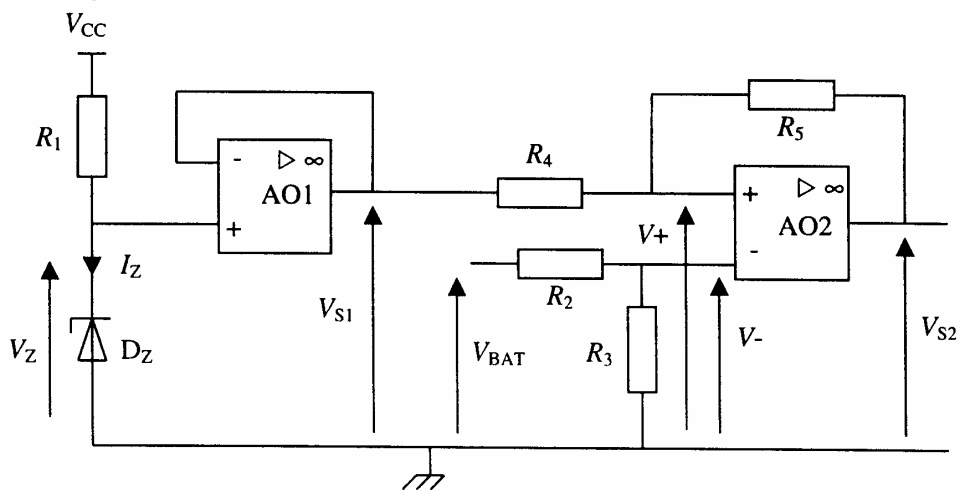 V_CC
R_1
- ▷ ∞
AO1
+
I_Z
V_Z
D_Z
V_S1
R_4
R_5
+ ▷ ∞
AO2
-
V+
R_2
V_BAT
R_3
V-
V_S2